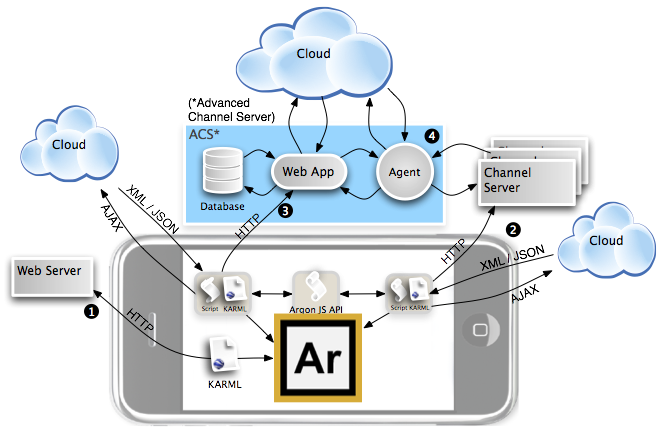 Cloud
(*Advanced
Channel Server)
ACS*
4
Cloud
Database
Web App
Agent
Channel
Server
3
HTTP
XML / JSON
AJAX
2
HTTP
Cloud
XML / JSON
AJAX
Web Server
1
HTTP
Script KARML
Argon JS API
Script KARML
KARML
Ar